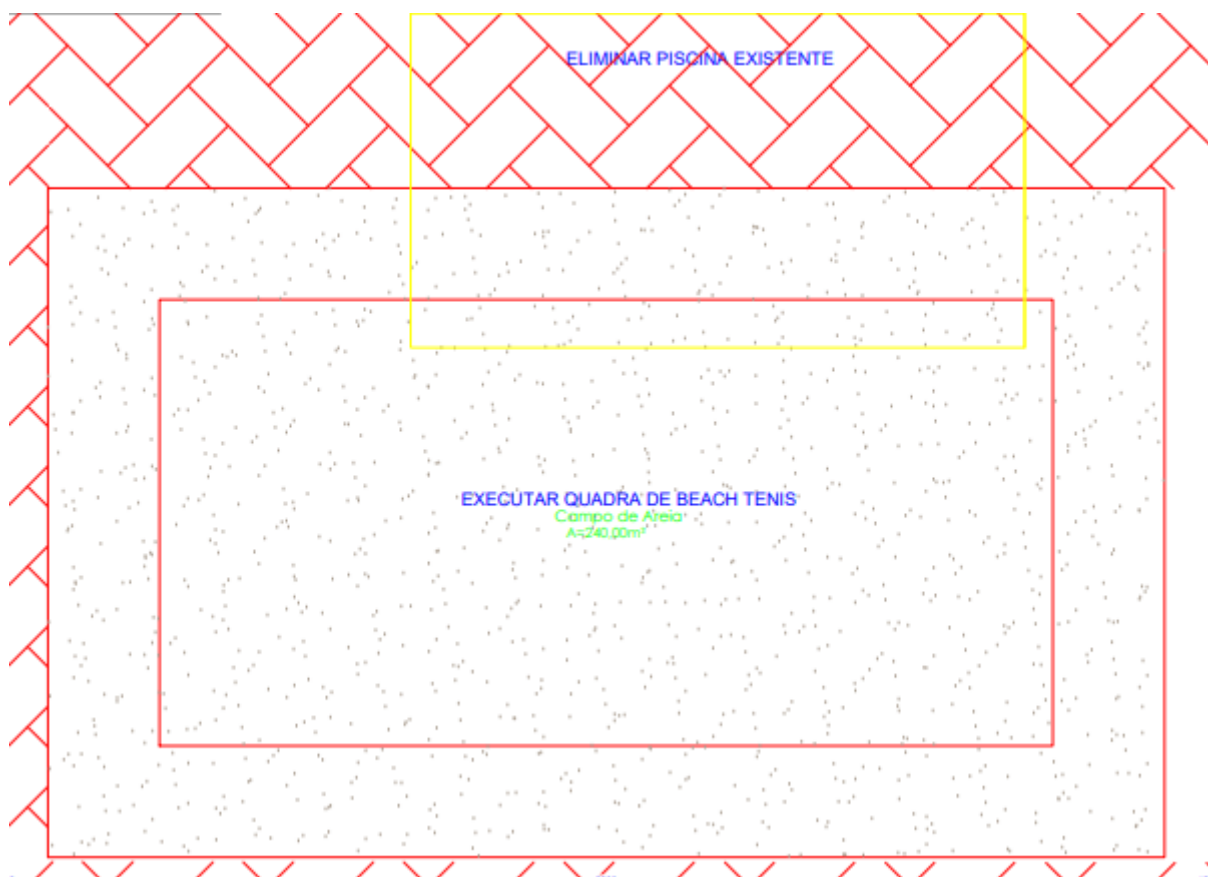 ELIMINAR PISCINA EXISTENTE
EXECUTAR QUADRA DE BEACH TENIS
Campo de Areia
A=240,00m²